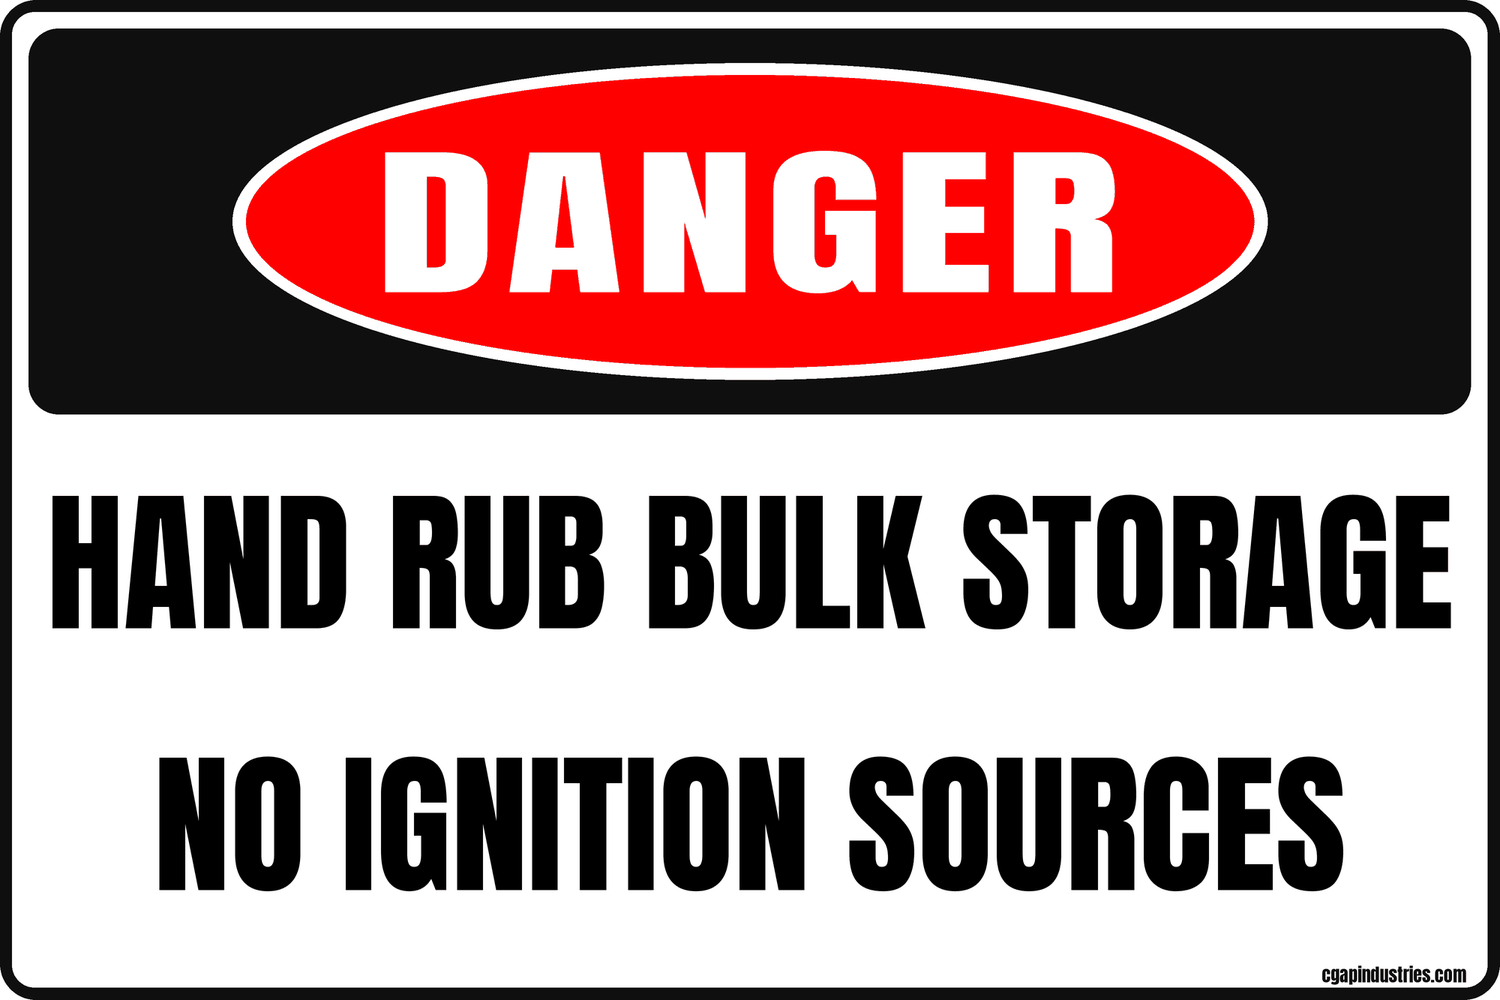 DANGER
HAND RUB BULK STORAGE
NO IGNITION SOURCES
cgapindustries.com